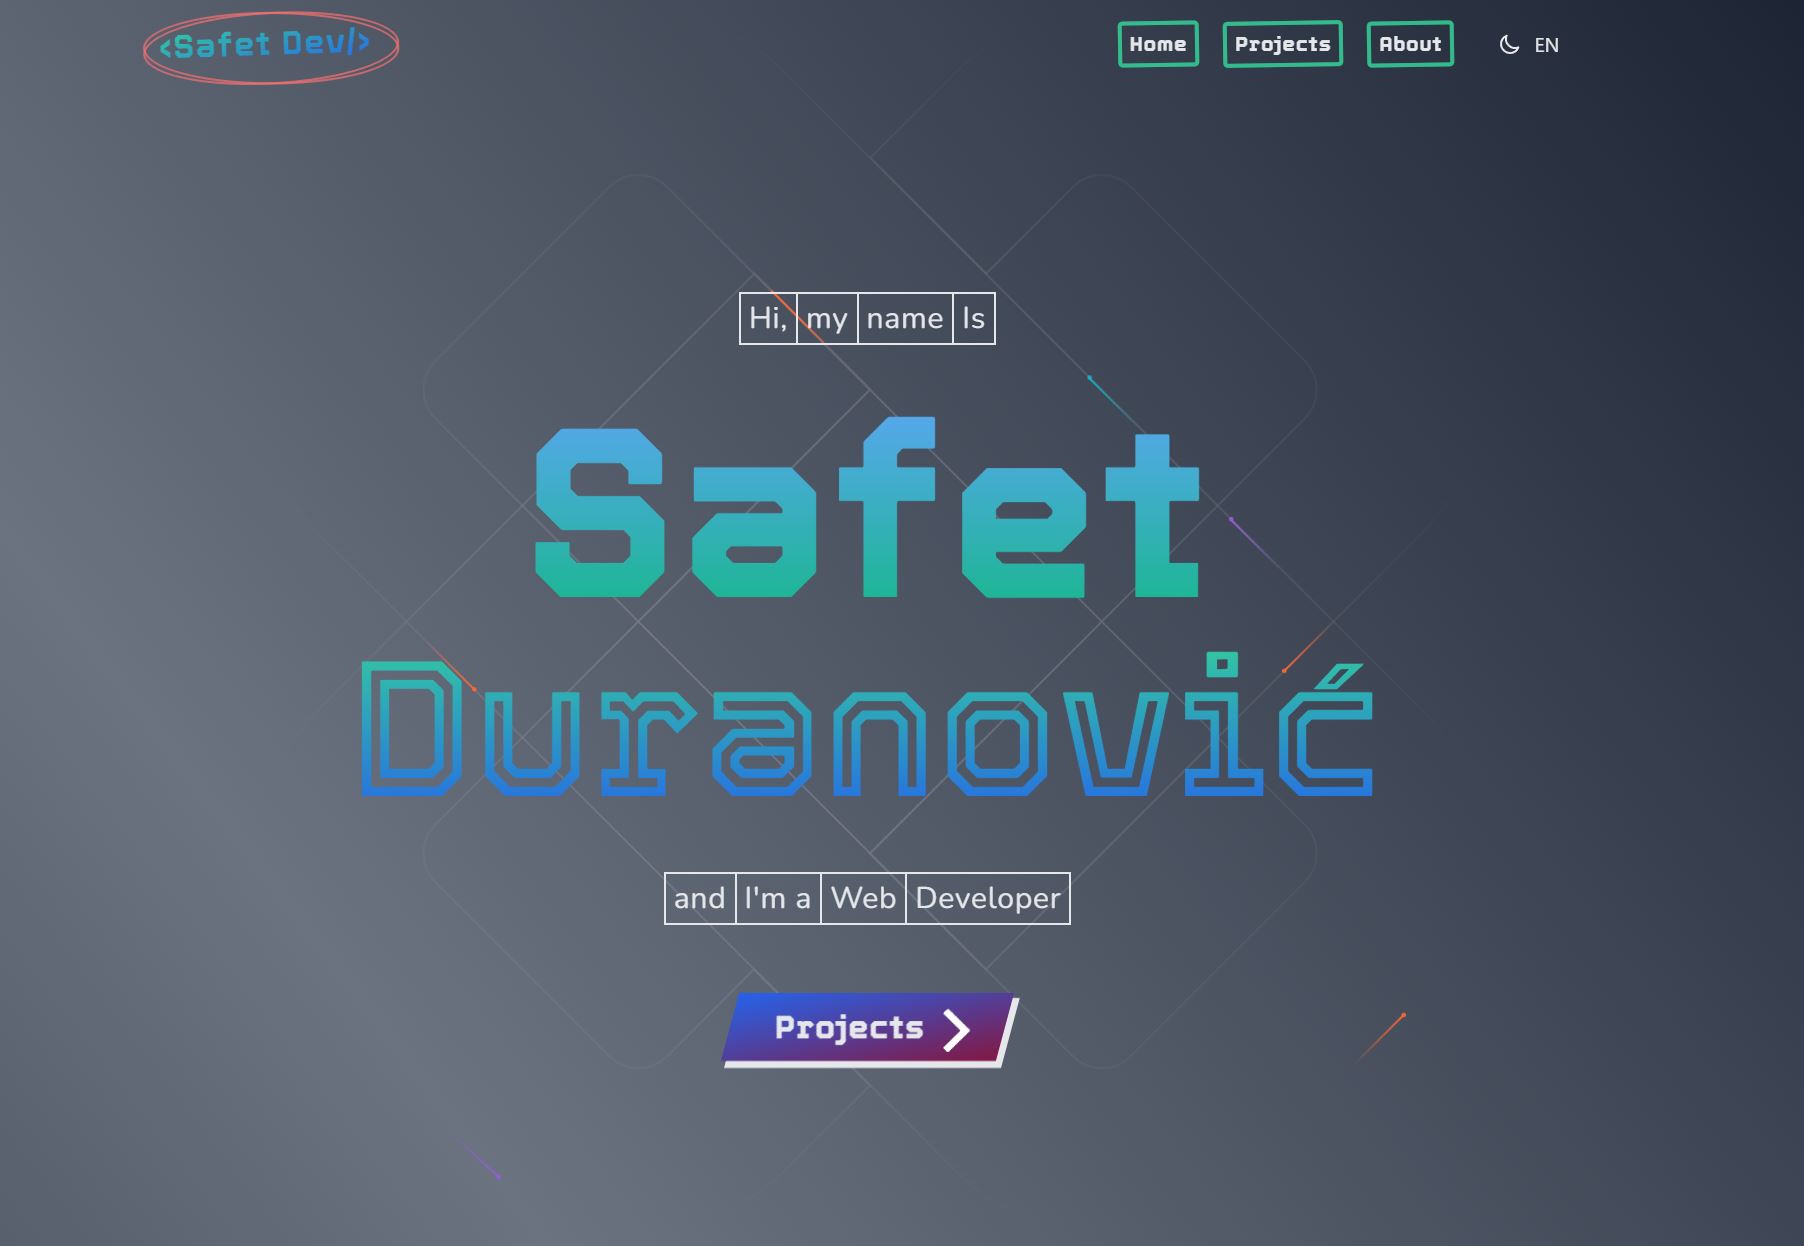 <Safet Dev/>
Home Projects About EN
Hi, my name Is
Safet
Duranović
and I'm a Web Developer
Projects